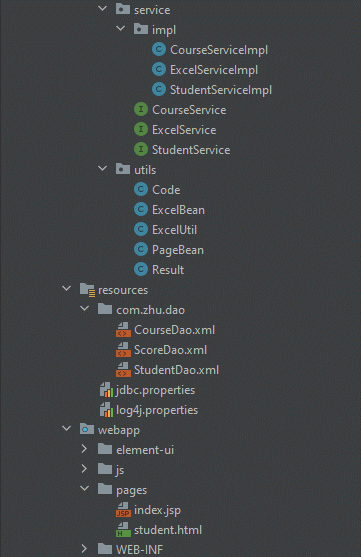 service
impl
CourseServiceImpl
ExcelServiceImpl
StudentServiceImpl
CourseService
ExcelService
StudentService
utils
Code
ExcelBean
ExcelUtil
PageBean
Result
resources
com.zhu.dao
CourseDao.xml
ScoreDao.xml
StudentDao.xml
jdbc.properties
log4j.properties
webapp
element-ui
js
pages
index.jsp
student.html
WEB-INF